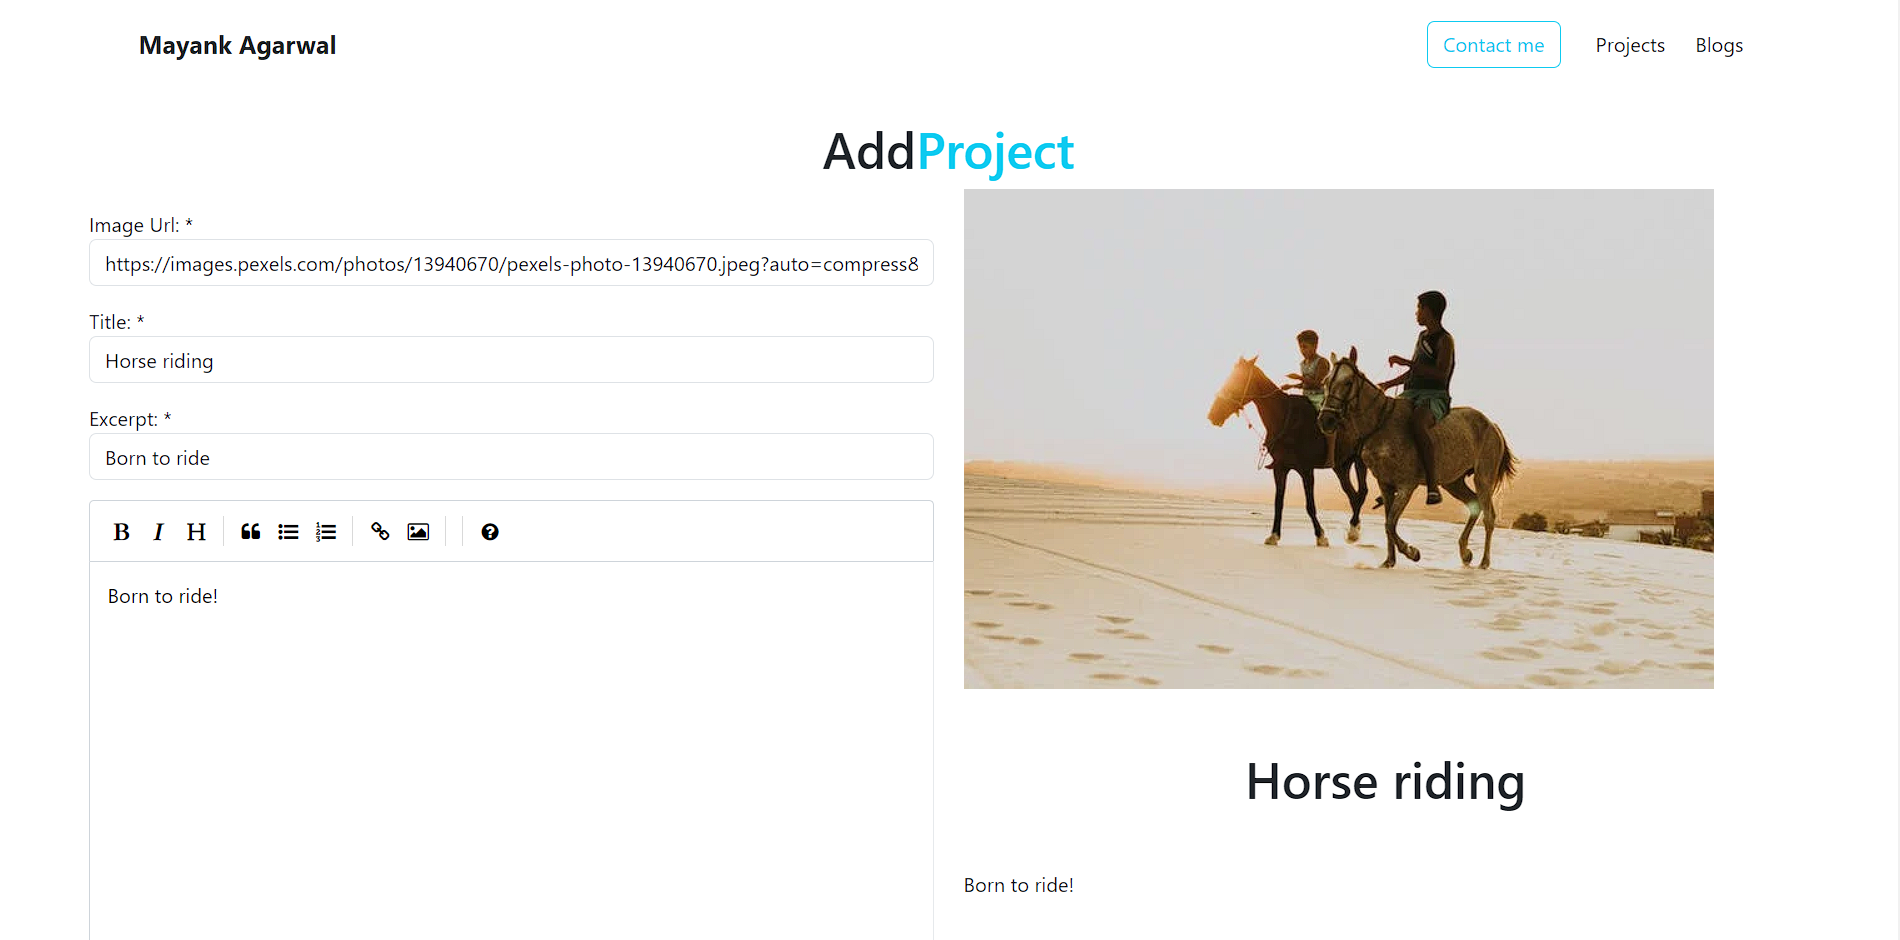 Mayank Agarwal
Contact me
Projects
Blogs
AddProject
Image Url: *
https://images.pexels.com/photos/13940670/pexels-photo-13940670.jpeg?auto=compress8
Title: *
Horse riding
Excerpt: *
Born to ride
B I H
Born to ride!
Horse riding
Born to ride!